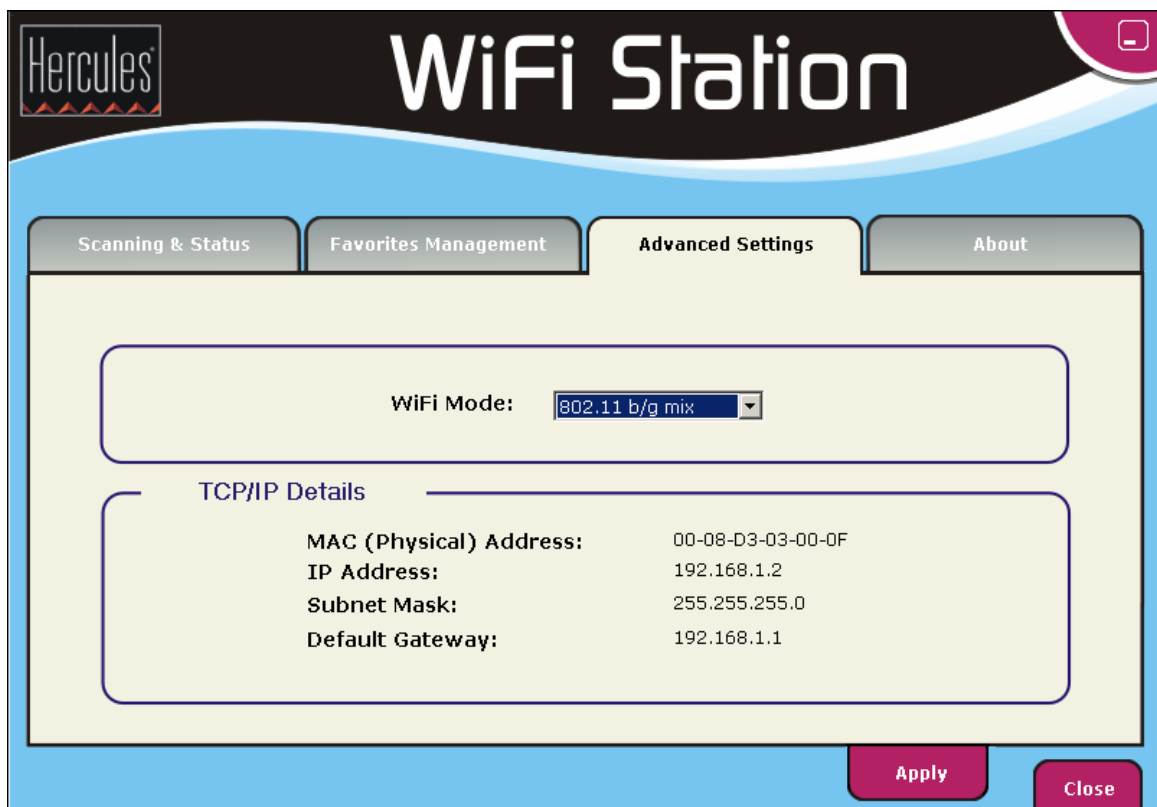 Hercules
WiFi Station
Scanning & Status
Favorites Management
Advanced Settings
About
WiFi Mode: 802.11 b/g mix
TCP/IP Details
MAC (Physical) Address: 00-08-D3-03-00-0F
IP Address: 192.168.1.2
Subnet Mask: 255.255.255.0
Default Gateway: 192.168.1.1
Apply
Close